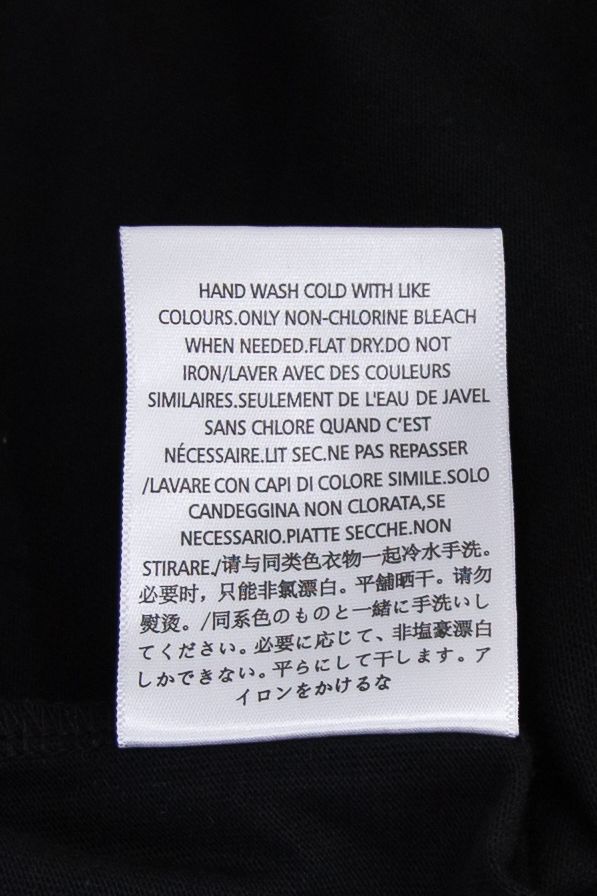 HAND WASH COLD WITH LIKE
COLOURS.ONLY NON-CHLORINE BLEACH
WHEN NEEDED.FLAT DRY.DO NOT
IRON/LAVER AVEC DES COULEURS
SIMILAIRES.SEULEMENT DE L'EAU DE JAVEL
SANS CHLORE QUAND C'EST
NÉCESSAIRE.LIT SEC.NE PAS REPASSER
/LAVARE CON CAPI DI COLORE SIMILE.SOLO
CANDEGGINA NON CLORATA,SE
NECESSARIO.PIATTE SECCHE.NON
STIRARE./请与同类色衣物一起冷水手洗。
必要时，只能非氯漂白。平舖晒干。请勿
熨烫。/同系色のものと一緒に手洗いし
てください。必要に応じて、非塩豪漂白
しかできない。平らにして干します。ア
イロンをかけるな